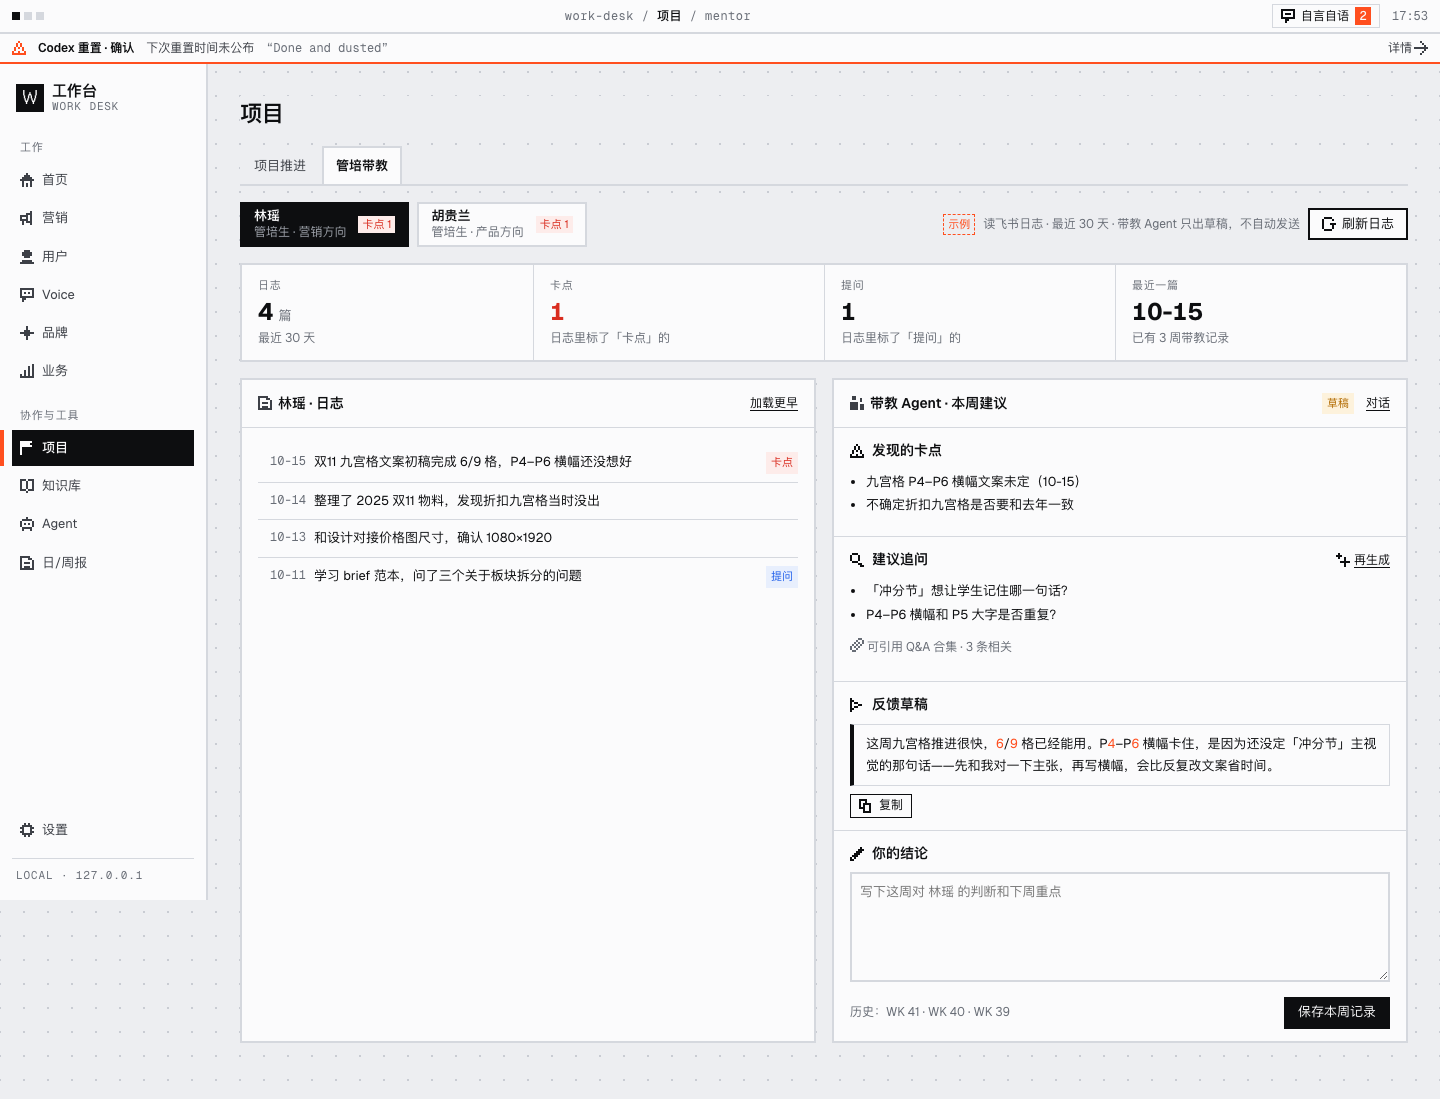 work-desk / 项目 / mentor
自言自语 2
17:53
Codex 重置 · 确认 下次重置时间未公布 “Done and dusted”
详情
W
工作台
WORK DESK
工作
首页
营销
用户
Voice
品牌
业务
协作与工具
项目
知识库
Agent
日/周报
设置
LOCAL · 127.0.0.1
项目
项目推进
管培带教
林瑶
管培生 · 营销方向
卡点 1
胡贵兰
管培生 · 产品方向
卡点 1
示例
读飞书日志 · 最近 30 天 · 带教 Agent 只出草稿，不自动发送
刷新日志
日志
4 篇
最近 30 天
卡点
1
日志里标了「卡点」的
提问
1
日志里标了「提问」的
最近一篇
10-15
已有 3 周带教记录
林瑶 · 日志
加载更早
10-15 双11 九宫格文案初稿完成 6/9 格，P4–P6 横幅还没想好 卡点
10-14 整理了 2025 双11 物料，发现折扣九宫格当时没出
10-13 和设计对接价格图尺寸，确认 1080×1920
10-11 学习 brief 范本，问了三个关于板块拆分的问题 提问
带教 Agent · 本周建议
草稿
对话
发现的卡点
• 九宫格 P4–P6 横幅文案未定（10-15）
• 不确定折扣九宫格是否要和去年一致
建议追问
再生成
• 「冲分节」想让学生记住哪一句话？
• P4–P6 横幅和 P5 大字是否重复？
可引用 Q&A 合集 · 3 条相关
反馈草稿
这周九宫格推进很快，6/9 格已经能用。P4–P6 横幅卡住，是因为还没定「冲分节」主视
觉的那句话——先和我对一下主张，再写横幅，会比反复改文案省时间。
复制
你的结论
写下这周对 林瑶 的判断和下周重点
历史：WK 41 · WK 40 · WK 39
保存本周记录